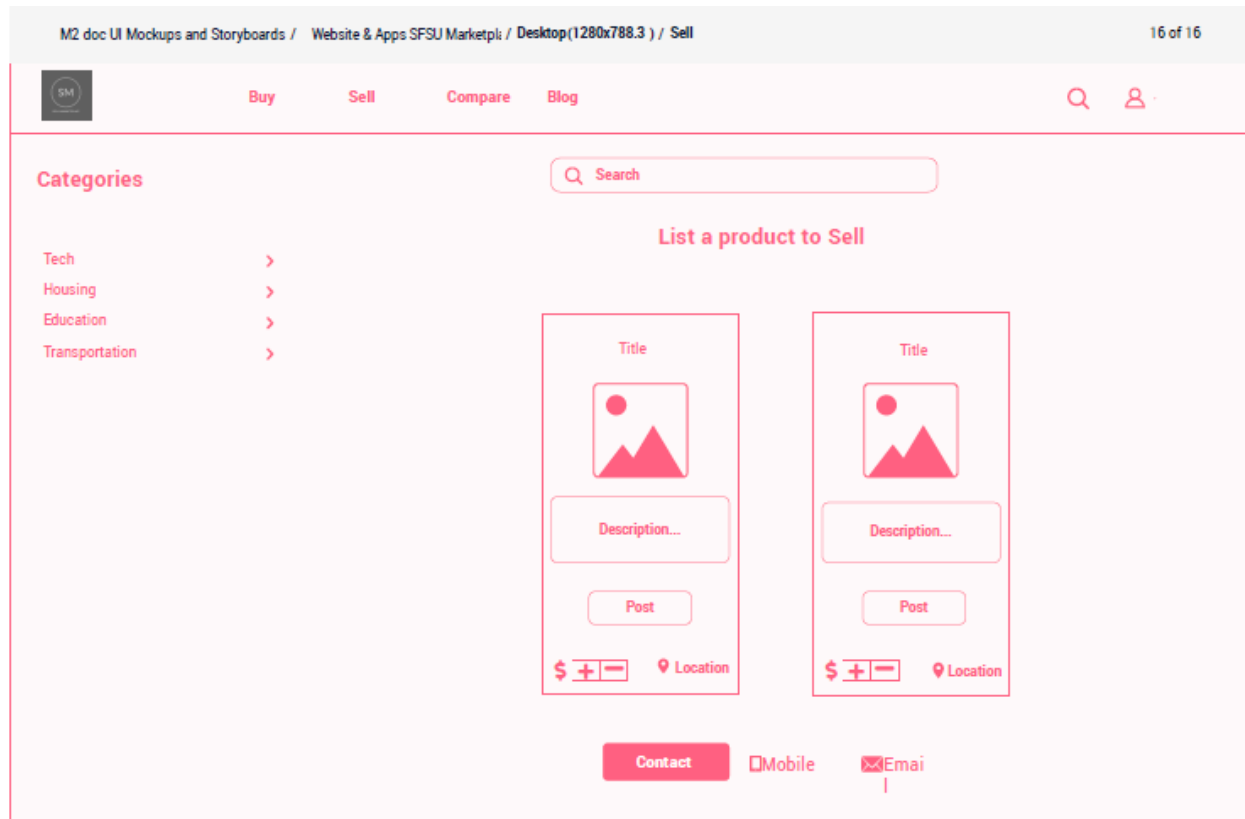 M2 doc UI Mockups and Storyboards / Website & Apps SFSU Marketpl / Desktop(1280x788.3 ) / Sell
16 of 16
SM
Buy
Sell
Compare
Blog
Categories
Search
List a product to Sell
Tech
Housing
Education
Transportation
Title
Title
Description...
Description...
Post
Post
$ Location
$ Location
Contact
Mobile
Emai
l